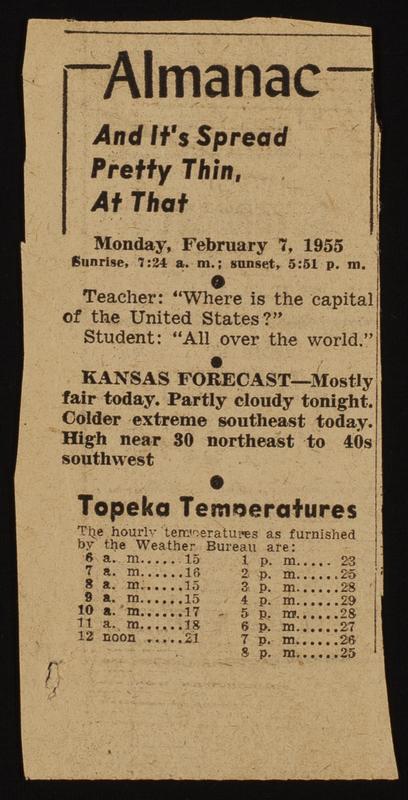 Almanac
And It's Spread
Pretty Thin,
At That
Monday, February 7, 1955
Sunrise, 7:24 a. m.; sunset, 5:51 p. m.
Teacher: "Where is the capital
of the United States?"
Student: "All over the world."
KANSAS FORECAST—Mostly
fair today. Partly cloudy tonight.
Colder extreme southeast today.
High near 30 northeast to 40s
southwest
Topeka Temperatures
The hourly temperatures as furnished
by the Weather Bureau are:
6 a. m......15 1 p. m..... 23
7 a. m......16 2 p. m......25
8 a. m......15 3 p. m......28
9 a. m......15 4 p. m......29
10 a. m......17 5 p. m......28
11 a. m......18 6 p. m......27
12 noon .....21 7 p. m......26
8 p. m......25